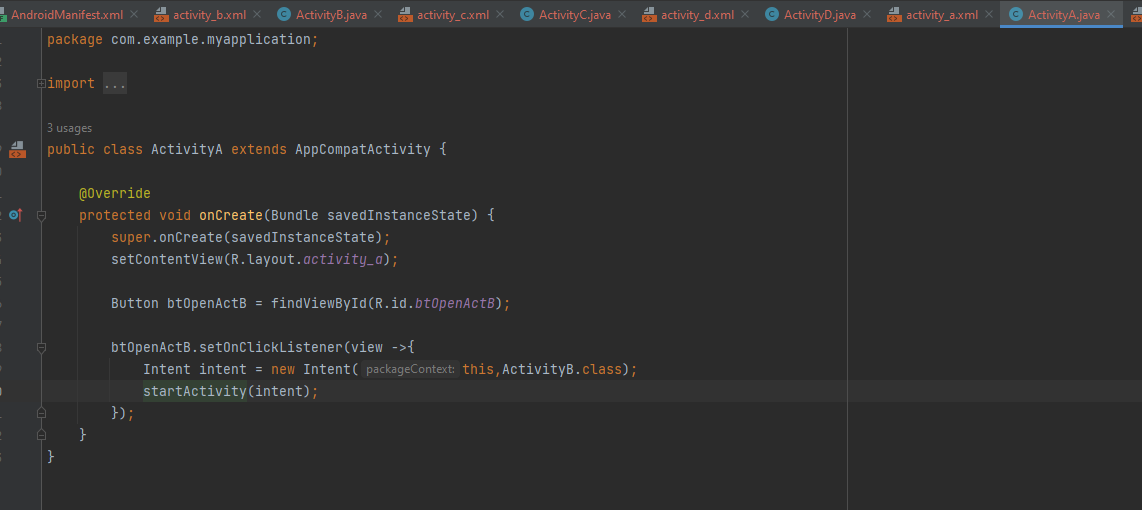 AndroidManifest.xml activity_b.xml ActivityB.java activity_c.xml ActivityC.java activity_d.xml ActivityD.java activity_a.xml ActivityA.java
package com.example.myapplication;
import ...
3 usages
public class ActivityA extends AppCompatActivity {
@Override
protected void onCreate(Bundle savedInstanceState) {
super.onCreate(savedInstanceState);
setContentView(R.layout.activity_a);
Button btOpenActB = findViewById(R.id.btOpenActB);
btOpenActB.setOnClickListener(view ->{
Intent intent = new Intent( packageContext: this,ActivityB.class);
startActivity(intent);
});
}
}